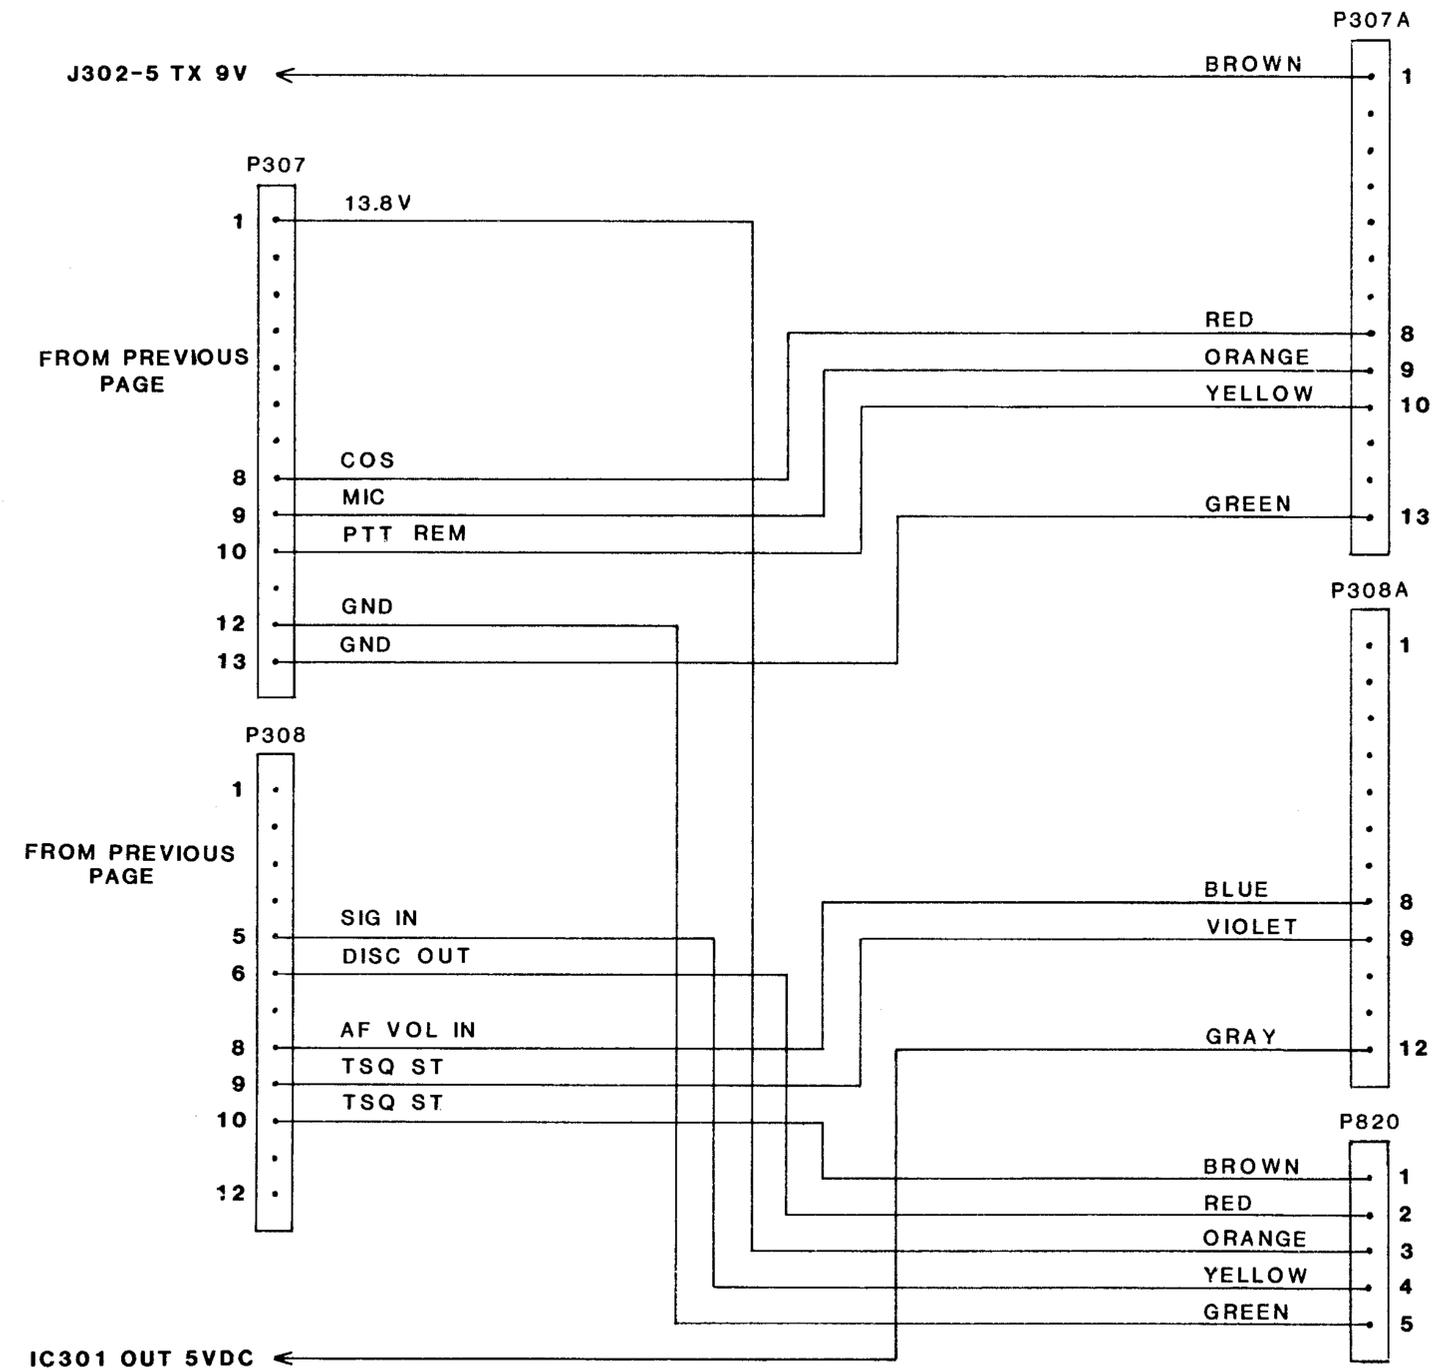 P307A
J302-5 TX 9V
BROWN
1
P307
1
13.8V
FROM PREVIOUS
PAGE
RED
8
ORANGE
9
YELLOW
10
8
COS
9
MIC
10
PTT REM
GREEN
13
12
GND
13
GND
P308A
1
P308
1
FROM PREVIOUS
PAGE
BLUE
8
VIOLET
9
5
SIG IN
6
DISC OUT
8
AF VOL IN
9
TSQ ST
10
TSQ ST
12
GRAY
12
P820
BROWN
1
RED
2
ORANGE
3
YELLOW
4
GREEN
5
IC301 OUT 5VDC